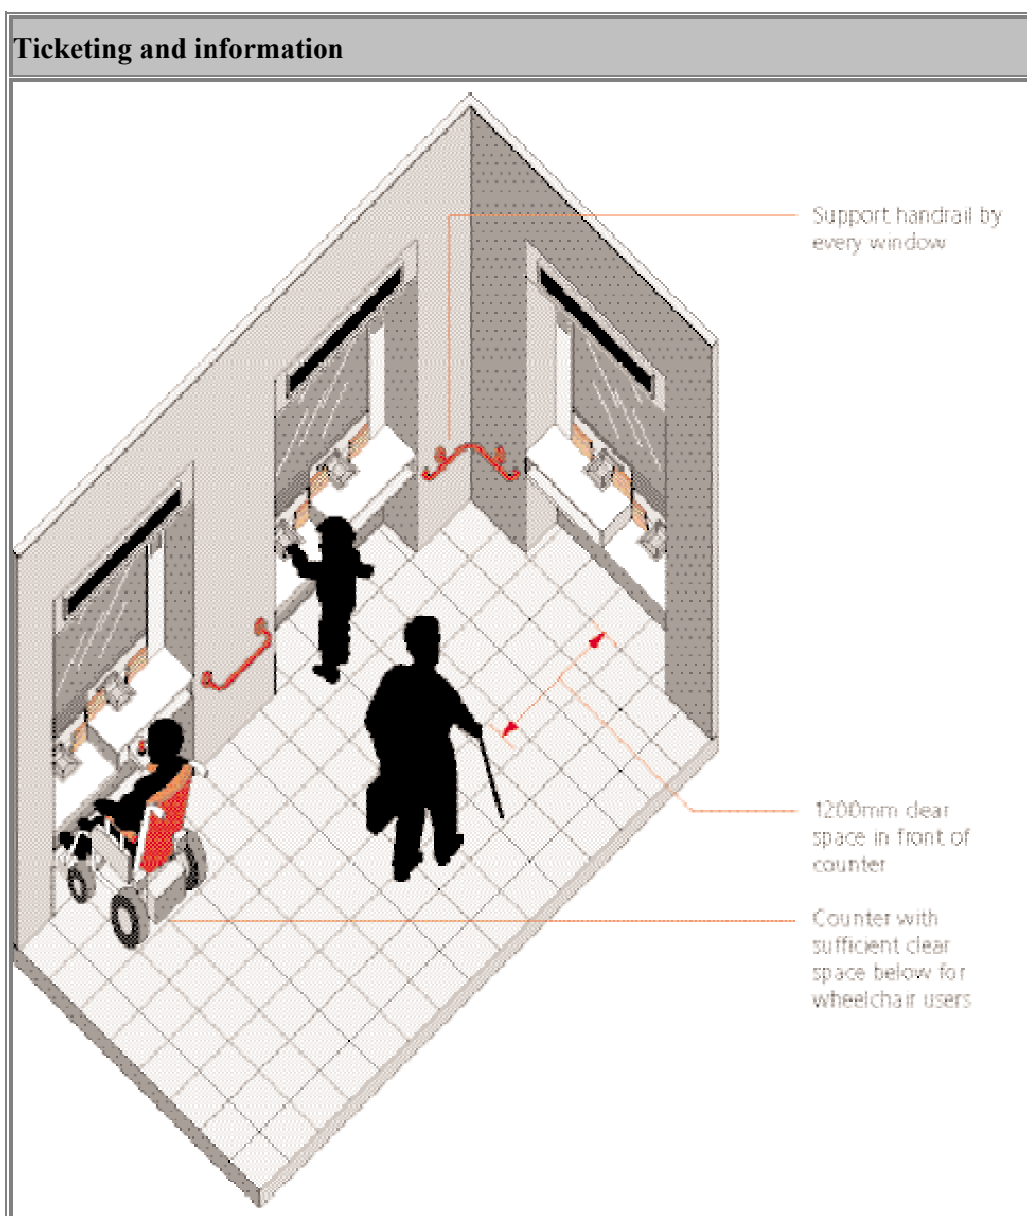 Ticketing and information
Support handrail by
every window
1200mm clear
space in front of
counter
Counter with
sufficient clear
space below for
wheelchair users